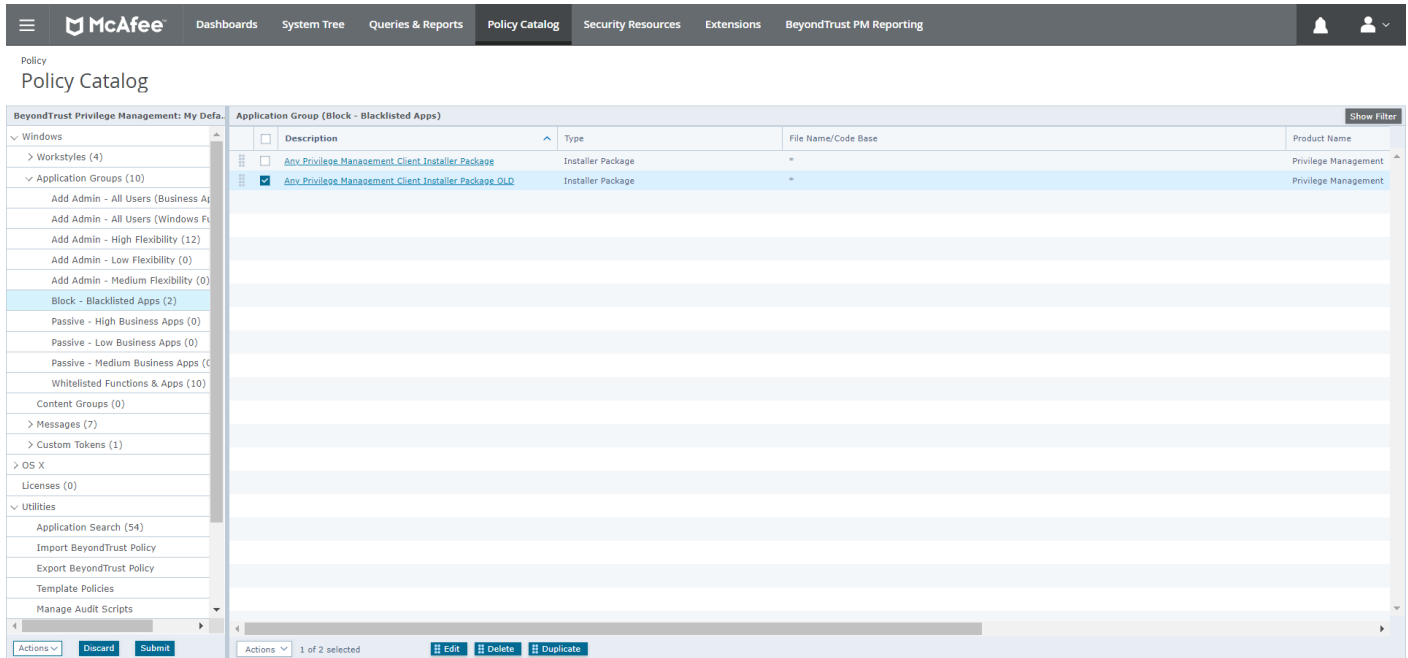 McAfee Dashboards System Tree Queries & Reports Policy Catalog Security Resources Extensions BeyondTrust PM Reporting
Policy
Policy Catalog
BeyondTrust Privilege Management: My Defa..
Windows
Workstyles (4)
Application Groups (10)
Add Admin - All Users (Business Ap
Add Admin - All Users (Windows Fu
Add Admin - High Flexibility (12)
Add Admin - Low Flexibility (0)
Add Admin - Medium Flexibility (0)
Block - Blacklisted Apps (2)
Passive - High Business Apps (0)
Passive - Low Business Apps (0)
Passive - Medium Business Apps (0
Whitelisted Functions & Apps (10)
Content Groups (0)
Messages (7)
Custom Tokens (1)
OS X
Licenses (0)
Utilities
Application Search (54)
Import BeyondTrust Policy
Export BeyondTrust Policy
Template Policies
Manage Audit Scripts
Actions Discard Submit
Application Group (Block - Blacklisted Apps) Show Filter
Description Type File Name/Code Base Product Name
Any Privilege Management Client Installer Package Installer Package * Privilege Management
Any Privilege Management Client Installer Package OLD Installer Package * Privilege Management
Actions 1 of 2 selected Edit Delete Duplicate